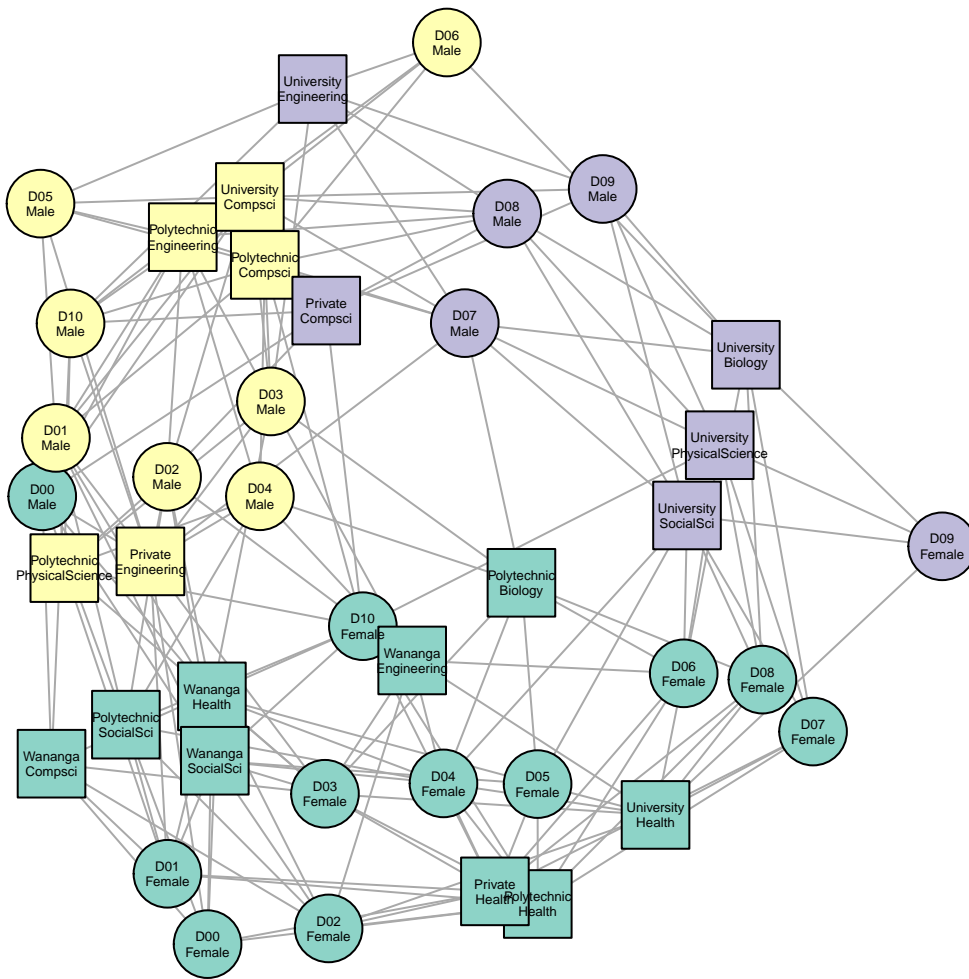 D06
Male
University
Engineering
D05
Male
University
Compsci
D09
Male
D08
Male
Polytechnic
Engineering
Polytechnic
Compsci
D10
Male
Private
Compsci
D07
Male
University
Biology
D03
Male
D01
Male
University
PhysicalScience
D02
Male
D00
Male
D04
Male
University
SocialSci
Polytechnic
PhysicalScience
Private
Engineering
D09
Female
Polytechnic
Biology
D10
Female
Wananga
Engineering
D06
Female
D08
Female
Wananga
Health
Polytechnic
SocialSci
D07
Female
Wananga
Compsci
Wananga
SocialSci
D03
Female
D04
Female
D05
Female
University
Health
D01
Female
Private
Health
Polytechnic
Health
D02
Female
D00
Female